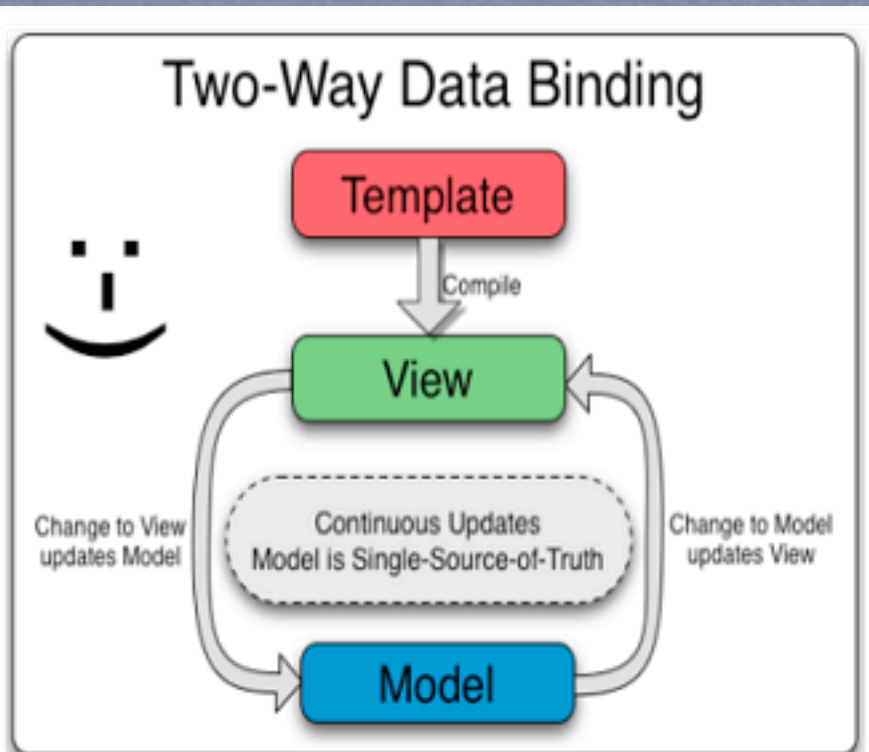 Two-Way Data Binding
Template
Compile
View
Change to View
updates Model
Continuous Updates
Model is Single-Source-of-Truth
Change to Model
updates View
Model